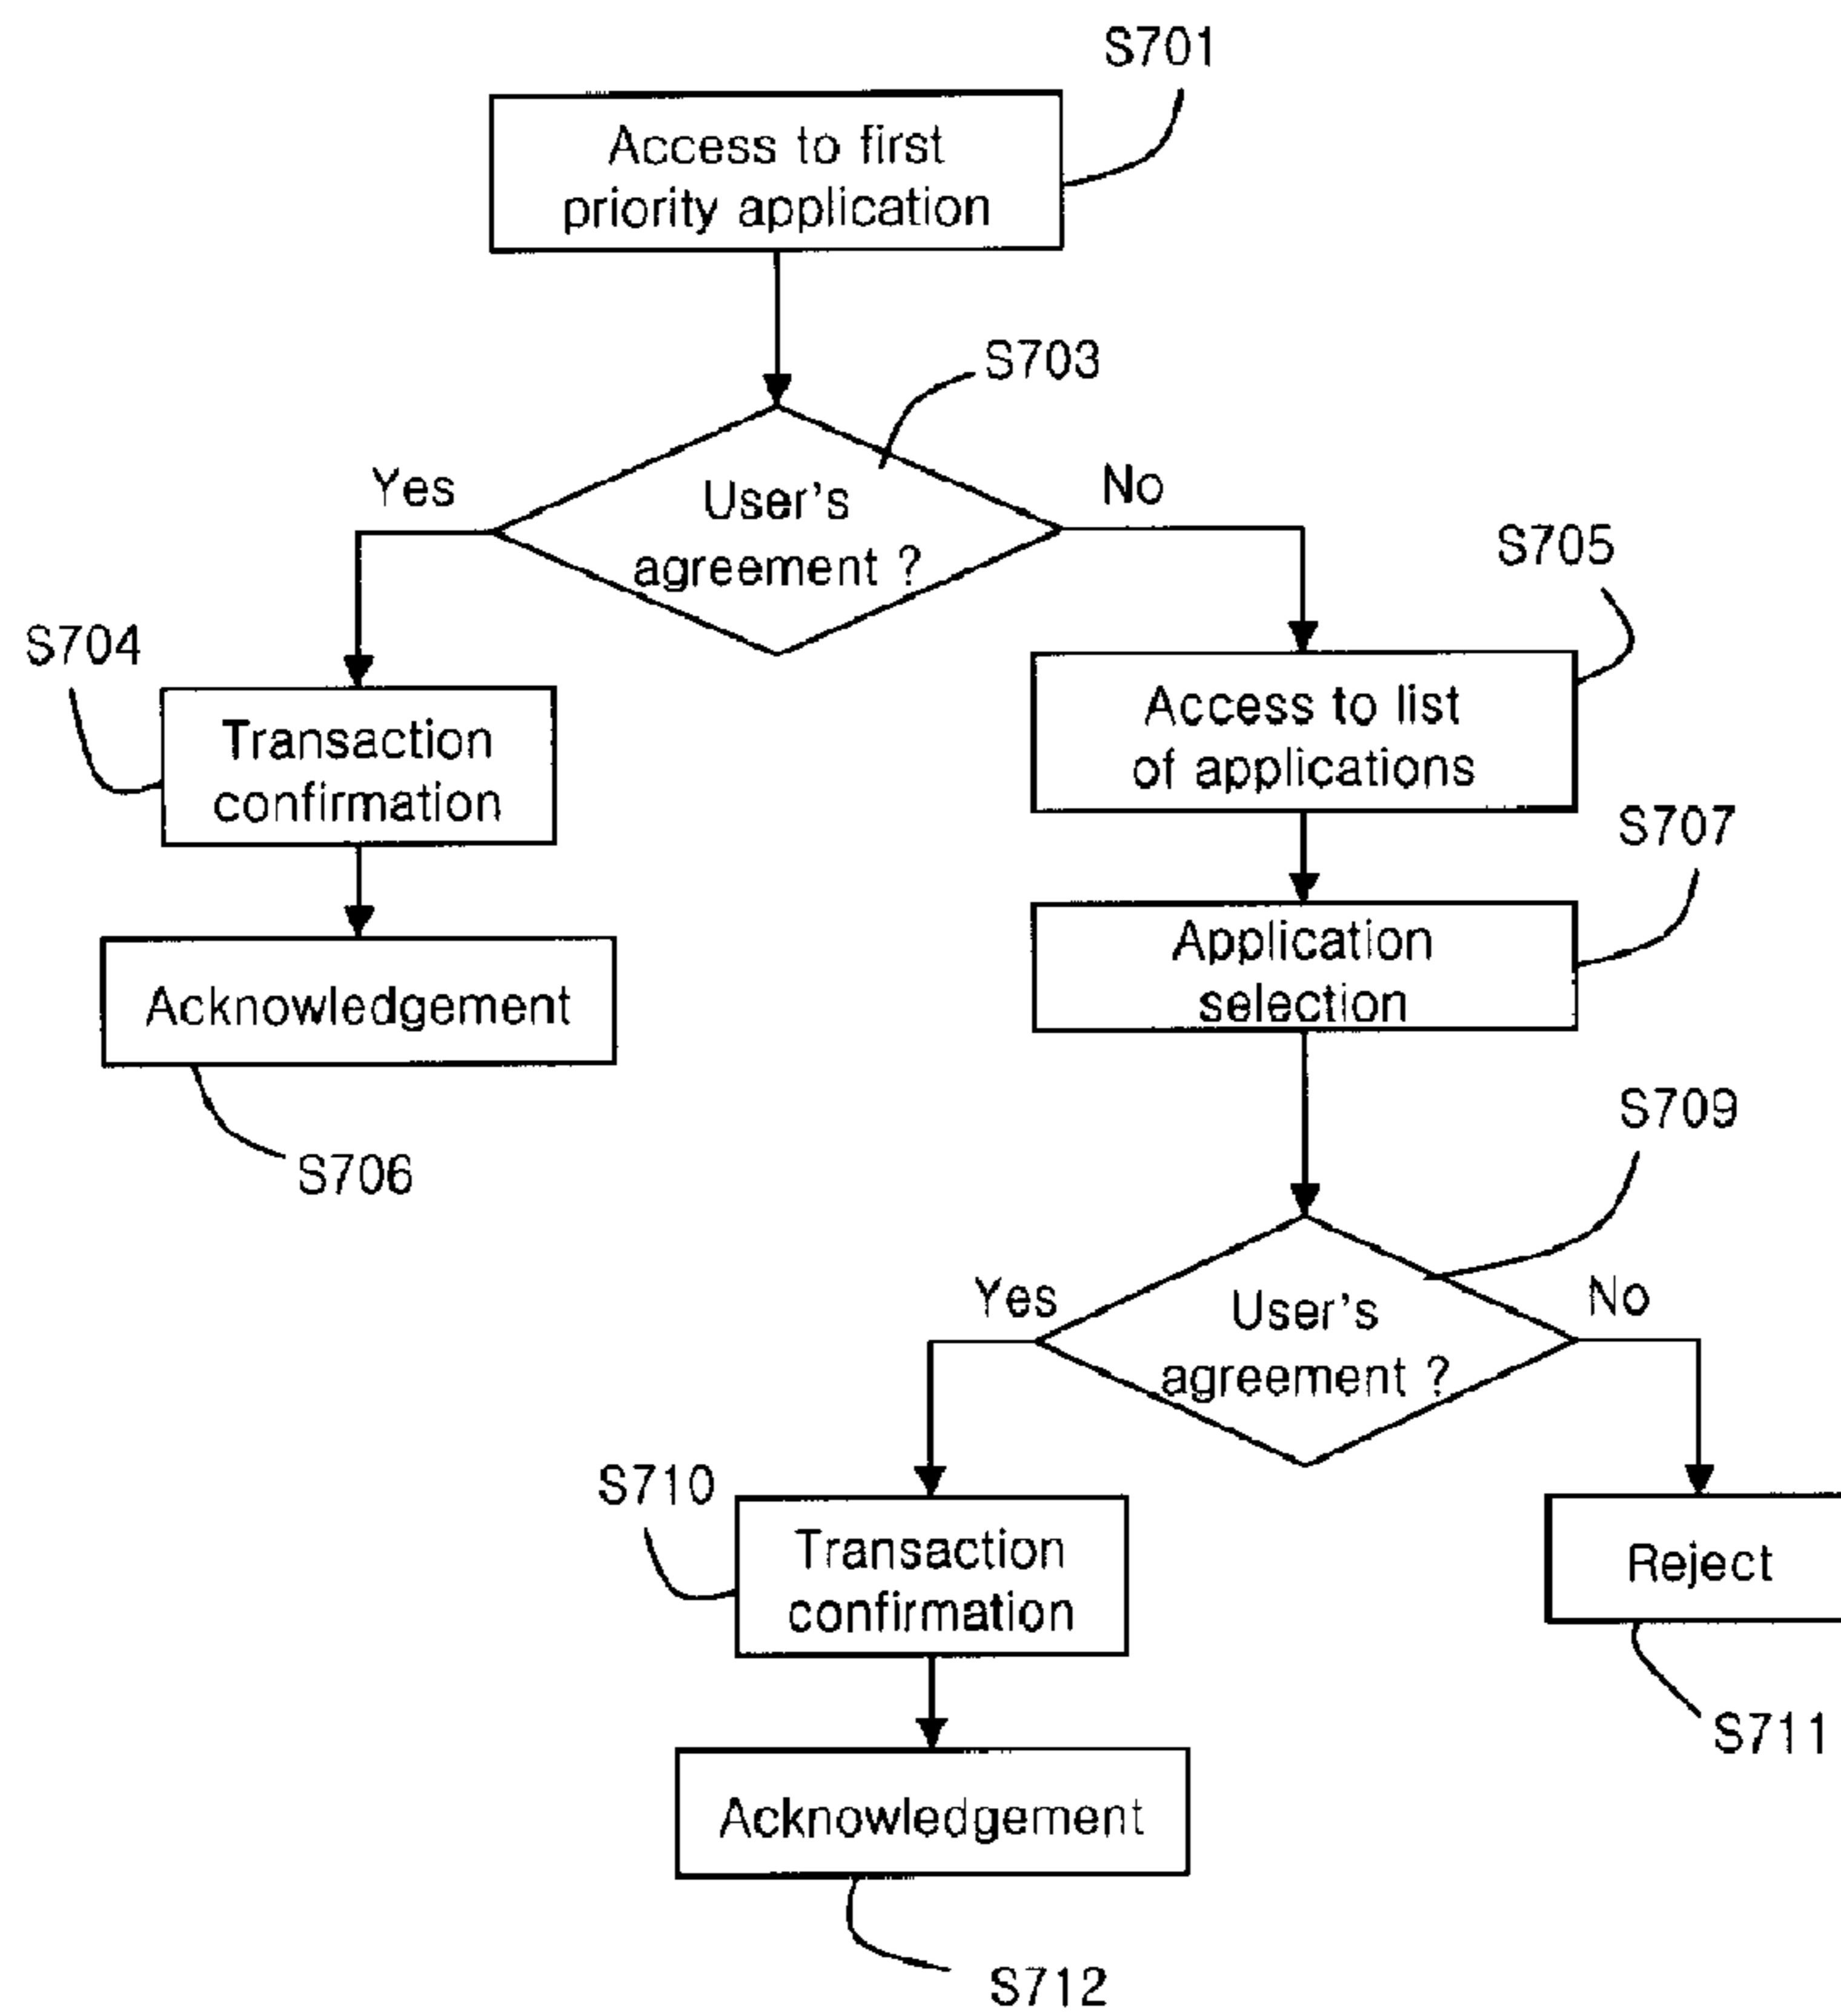 S701
Access to first
priority application
S703
Yes
No
User's
agreement ?
S705
S704
Transaction
confirmation
Access to list
of applications
S707
Application
selection
Acknowledgement
S706
S709
Yes
No
User's
agreement ?
S710
Transaction
confirmation
Reject
S711
Acknowledgement
S712